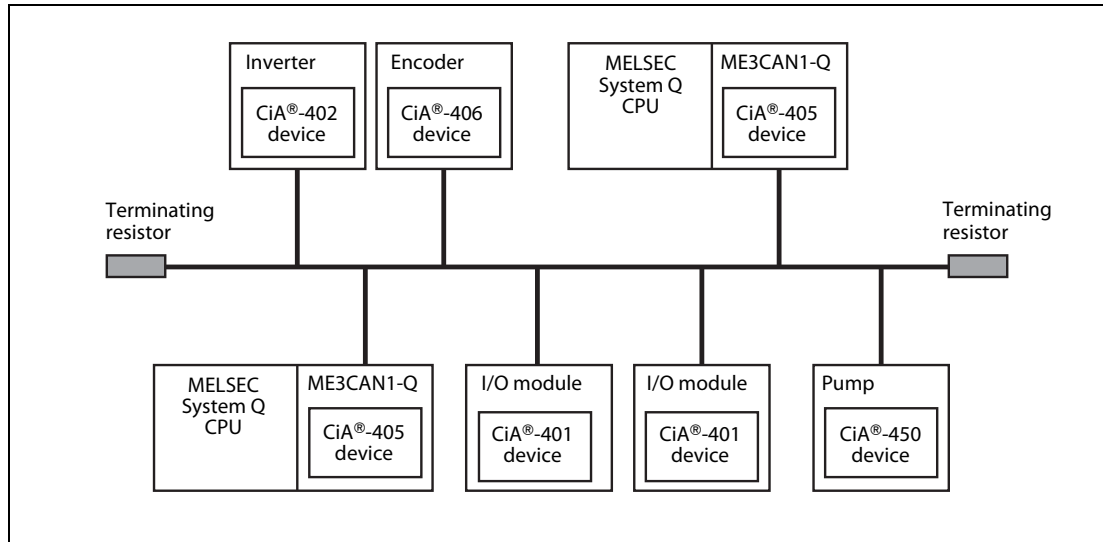 Inverter
CiA®-402
device
Encoder
CiA®-406
device
MELSEC
System Q
CPU
ME3CAN1-Q
CiA®-405
device
Terminating
resistor
Terminating
resistor
MELSEC
System Q
CPU
ME3CAN1-Q
CiA®-405
device
I/O module
CiA®-401
device
I/O module
CiA®-401
device
Pump
CiA®-450
device